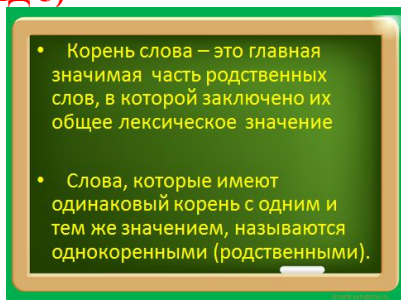 • Корень слова – это главная
значимая часть родственных
слов, в которой заключено их
общее лексическое значение
• Слова, которые имеют
одинаковый корень с одним и
тем же значением, называются
однокоренными (родственными).